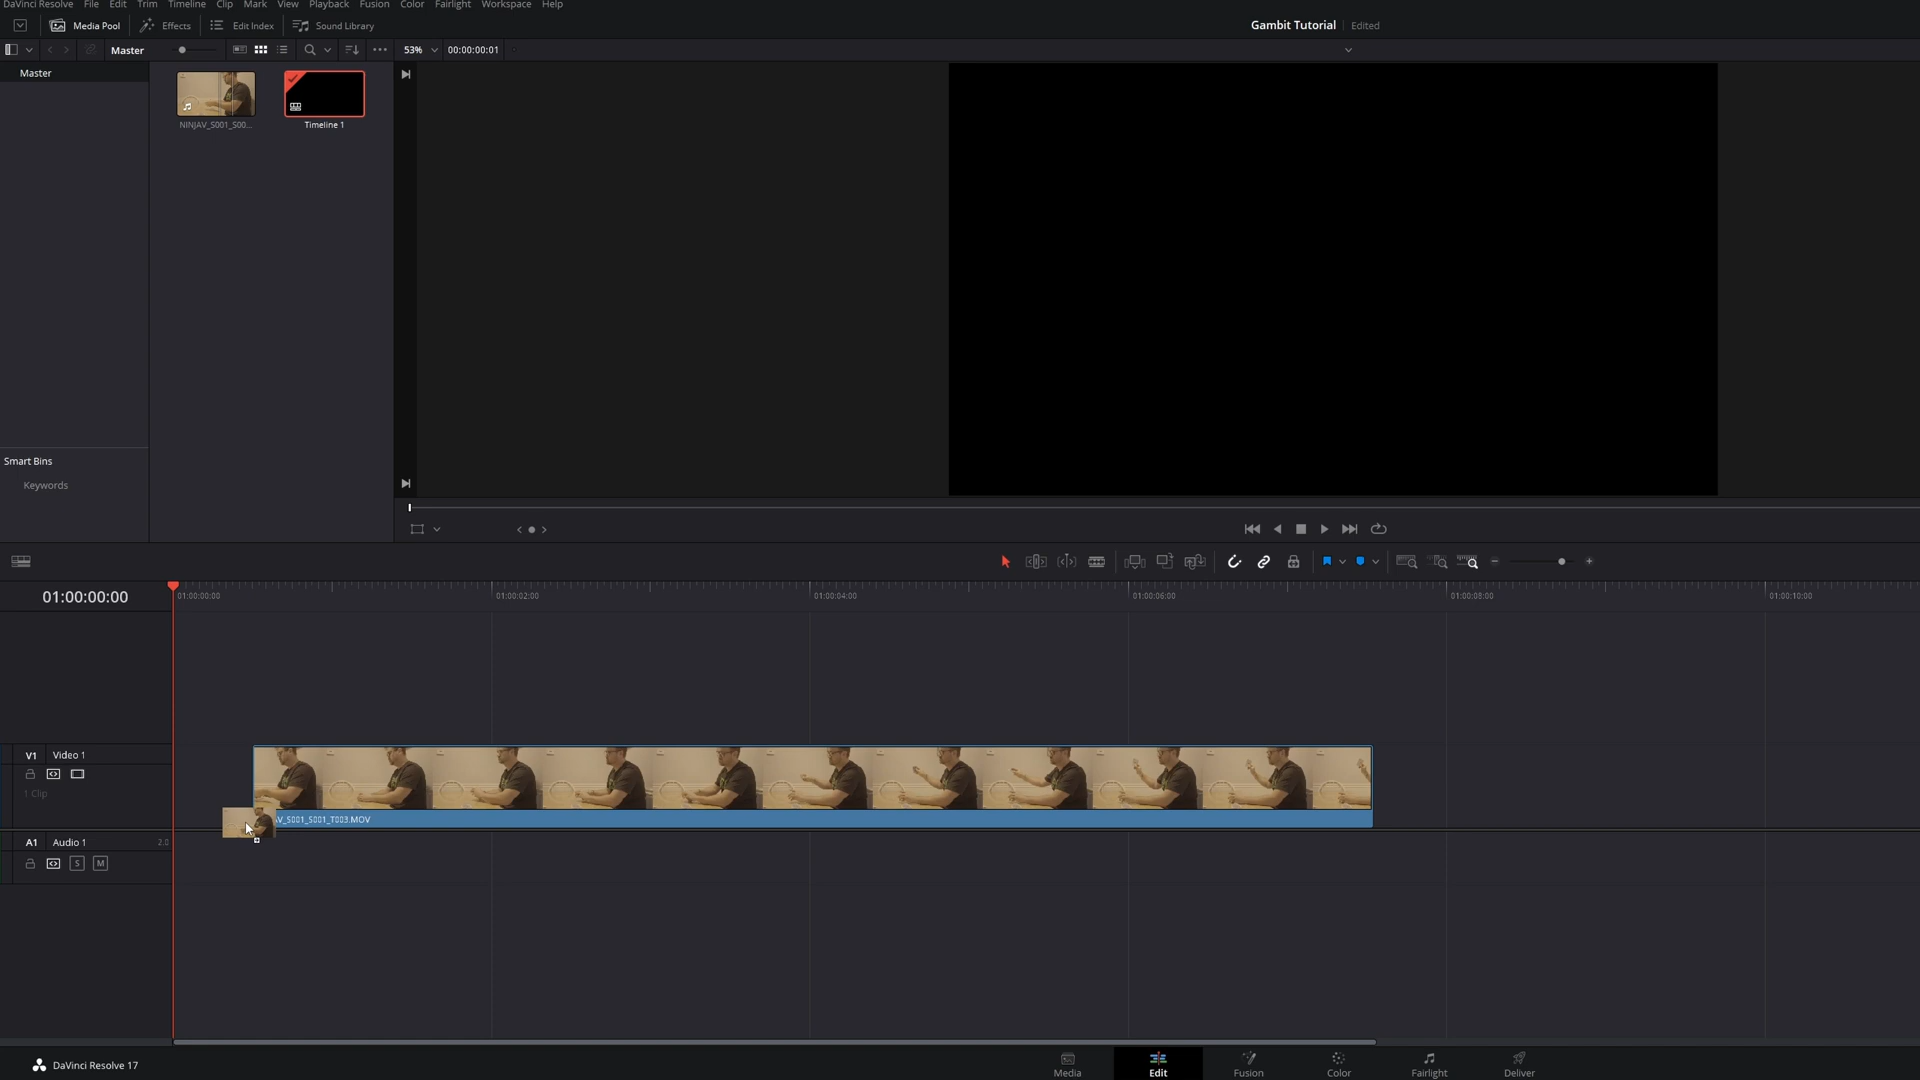 DaVinci Resolve File Edit Trim Timeline Clip Mark View Playback Fusion Color Fairlight Workspace Help
Media Pool Effects Edit Index Sound Library Gambit Tutorial Edited
Master 53% 00:00:00:01
Master
NINJAV_S001_S00... Timeline 1
Smart Bins
Keywords
01:00:00:00 01:00:00:00 01:00:02:00 01:00:04:00 01:00:06:00 01:00:08:00 01:00:10:00
V1 Video 1
1 Clip
V_S001_S001_T003.MOV
A1 Audio 1 2.0
S M
DaVinci Resolve 17 Media Edit Fusion Color Fairlight Deliver